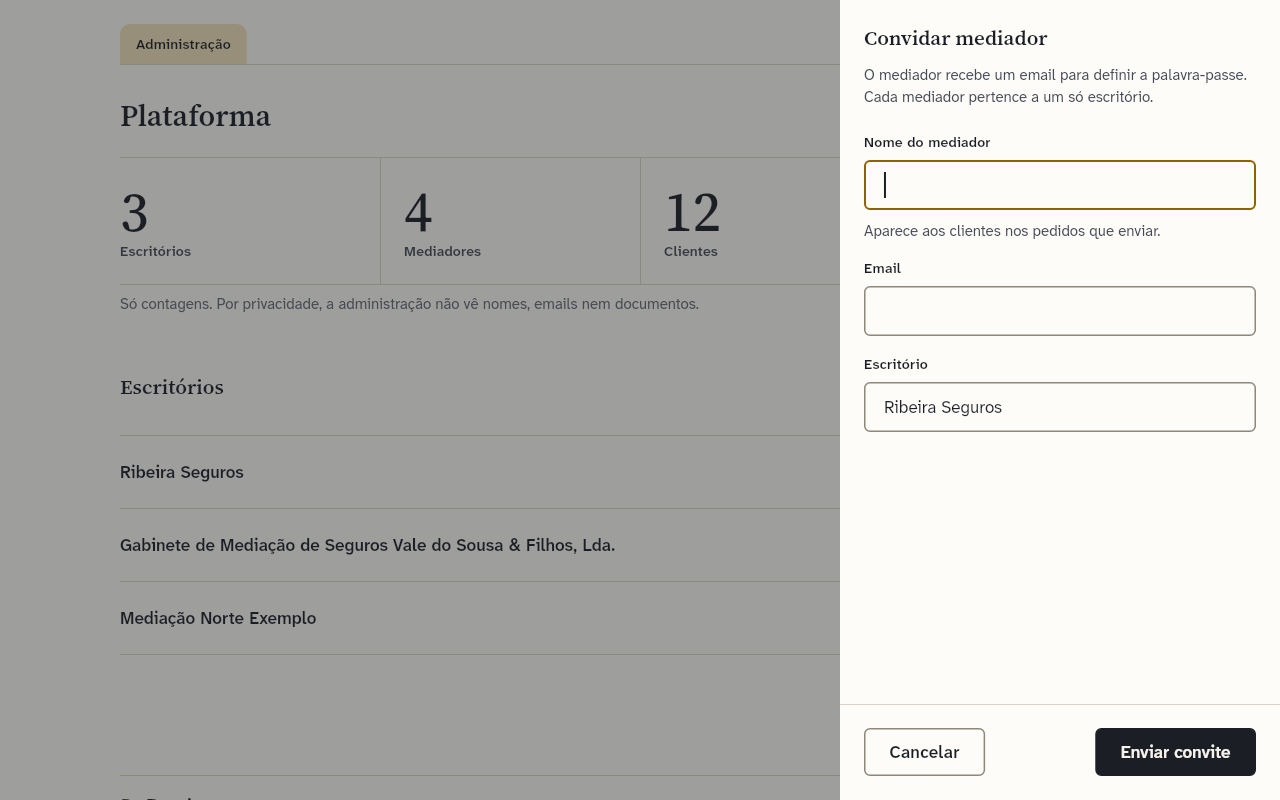 Administração
Plataforma
3
Escritórios
4
Mediadores
12
Clientes
Só contagens. Por privacidade, a administração não vê nomes, emails nem documentos.
Escritórios
Ribeira Seguros
Gabinete de Mediação de Seguros Vale do Sousa & Filhos, Lda.
Mediação Norte Exemplo
Convidar mediador
O mediador recebe um email para definir a palavra-passe.
Cada mediador pertence a um só escritório.
Nome do mediador
Aparece aos clientes nos pedidos que enviar.
Email
Escritório
Ribeira Seguros
Cancelar
Enviar convite